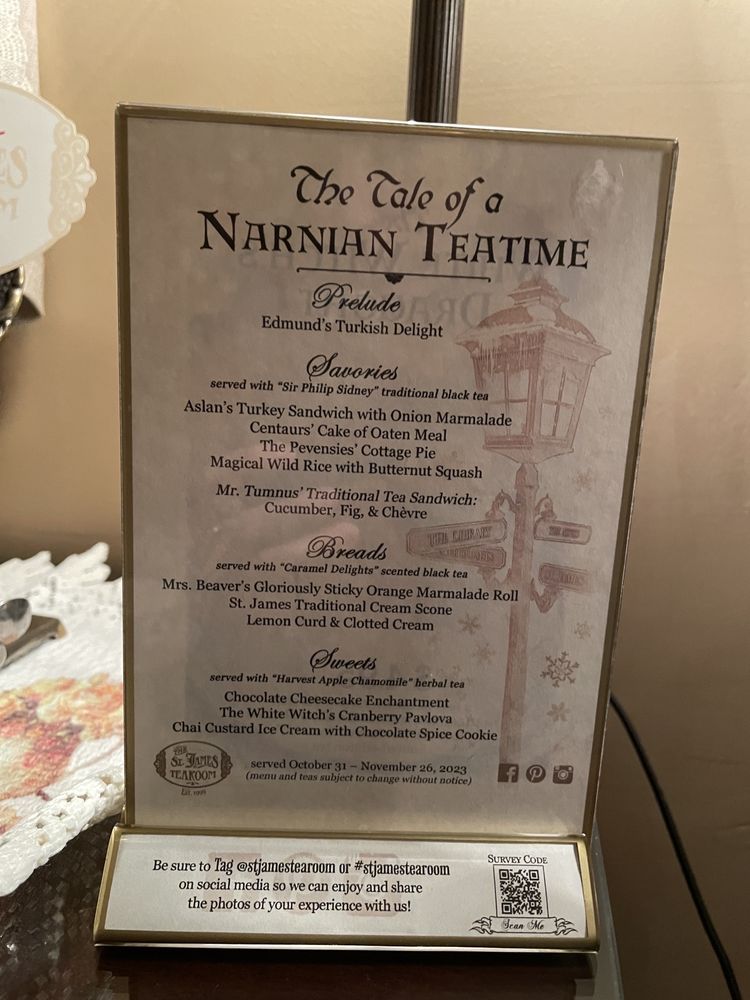 The Tale of a
NARNIAN TEATIME
Prelude
Edmund's Turkish Delight
Savories
served with "Sir Philip Sidney" traditional black tea
Aslan's Turkey Sandwich with Onion Marmalade
Centaurs' Cake of Oaten Meal
The Pevensies' Cottage Pie
Magical Wild Rice with Butternut Squash
Mr. Tumnus' Traditional Tea Sandwich:
Cucumber, Fig, & Chèvre
THE LIBRARY
Breads
served with "Caramel Delights" scented black tea
Mrs. Beaver's Gloriously Sticky Orange Marmalade Roll
St. James Traditional Cream Scone
Lemon Curd & Clotted Cream
Sweets
served with "Harvest Apple Chamomile" herbal tea
Chocolate Cheesecake Enchantment
The White Witch's Cranberry Pavlova
Chai Custard Ice Cream with Chocolate Spice Cookie
THE
ST. JAMES
TEAROOM
Est. 1998
served October 31 – November 26, 2023
(menu and teas subject to change without notice)
Be sure to Tag @stjamestearoom or #stjamestearoom
on social media so we can enjoy and share
the photos of your experience with us!
SURVEY CODE
Scan Me